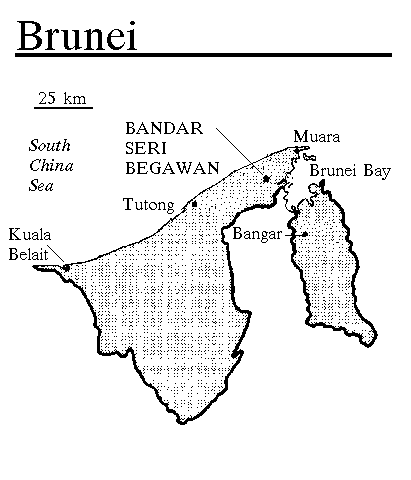 Brunei
25 km
South
China
Sea
BANDAR
SERI
BEGAWAN
Muara
Brunei Bay
Tutong
Bangar
Kuala
Belait